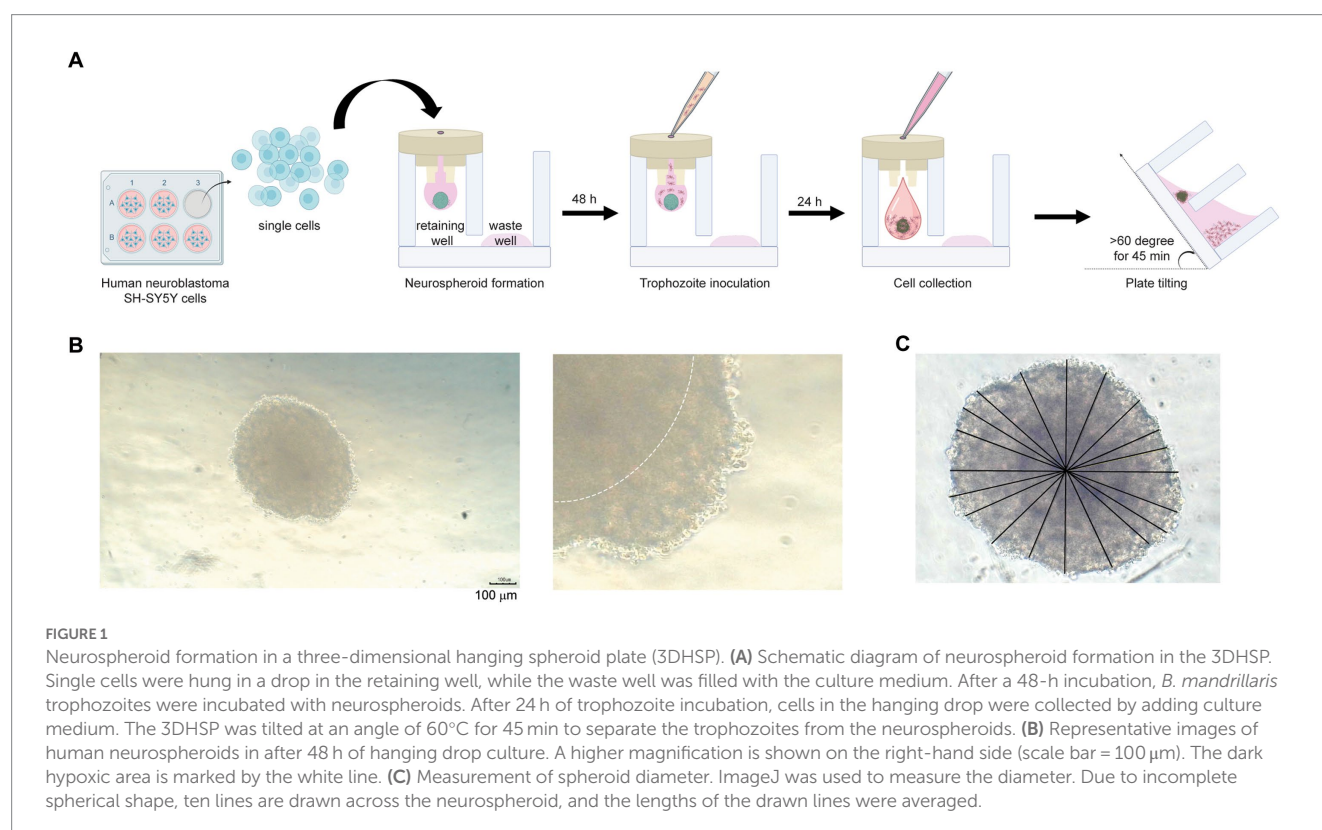 A
1 2 3
A
B
Human neuroblastoma
SH-SY5Y cells
single cells
retaining
well
waste
well
Neurospheroid formation
48 h
Trophozoite inoculation
24 h
Cell collection
>60 degree
for 45 min
Plate tilting
B
100 μm
C
FIGURE 1
Neurospheroid formation in a three-dimensional hanging spheroid plate (3DHSP). (A) Schematic diagram of neurospheroid formation in the 3DHSP.
Single cells were hung in a drop in the retaining well, while the waste well was filled with the culture medium. After a 48-h incubation, B. mandrillaris
trophozoites were incubated with neurospheroids. After 24 h of trophozoite incubation, cells in the hanging drop were collected by adding culture
medium. The 3DHSP was tilted at an angle of 60°C for 45 min to separate the trophozoites from the neurospheroids. (B) Representative images of
human neurospheroids in after 48 h of hanging drop culture. A higher magnification is shown on the right-hand side (scale bar = 100 μm). The dark
hypoxic area is marked by the white line. (C) Measurement of spheroid diameter. ImageJ was used to measure the diameter. Due to incomplete
spherical shape, ten lines are drawn across the neurospheroid, and the lengths of the drawn lines were averaged.